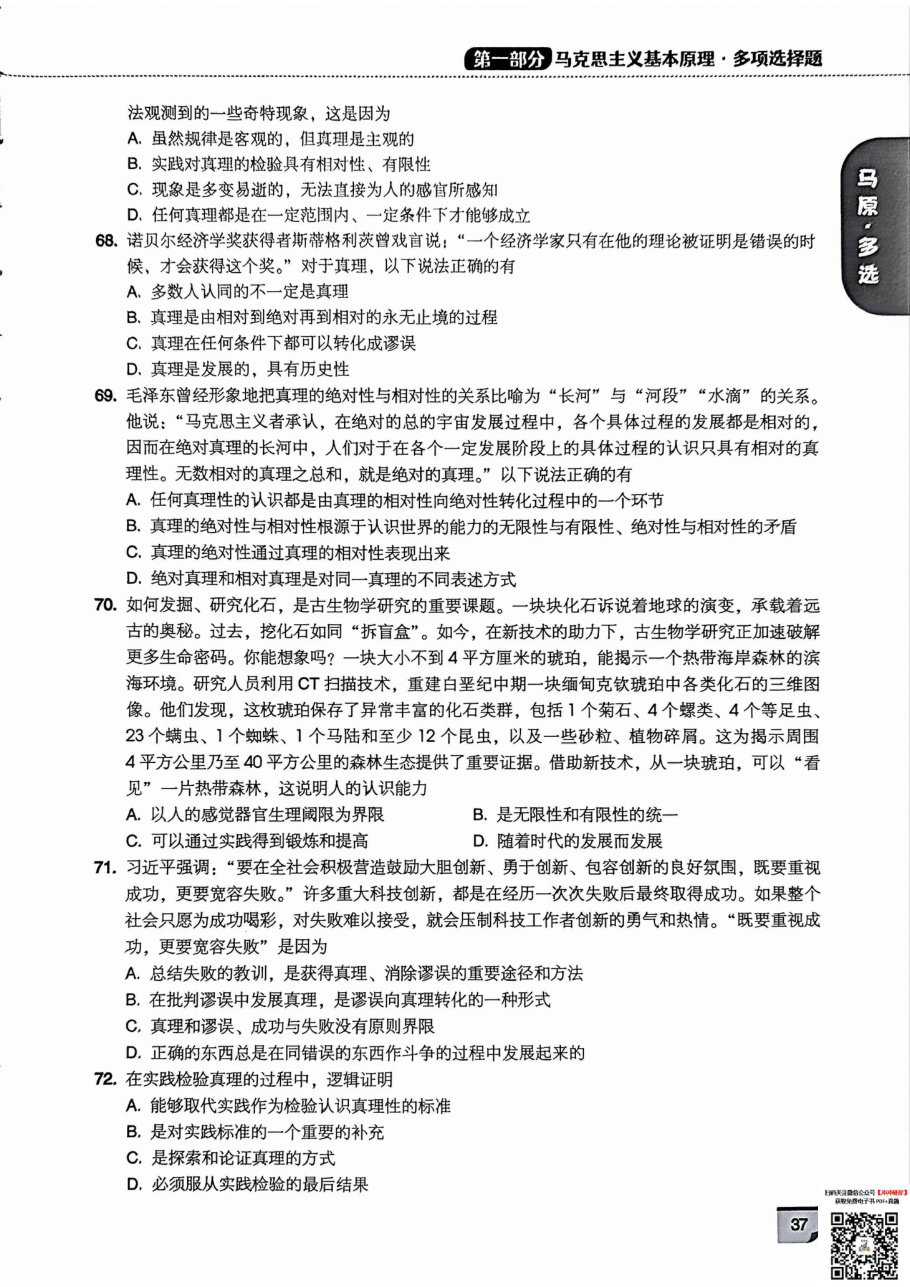 第一部分 马克思主义基本原理·多项选择题
法观测到的一些奇特现象，这是因为
A. 虽然规律是客观的，但真理是主观的
B. 实践对真理的检验具有相对性、有限性
C. 现象是多变易逝的，无法直接为人的感官所感知
D. 任何真理都是在一定范围内、一定条件下才能够成立
68. 诺贝尔经济学奖获得者斯蒂格利茨曾戏言说：“一个经济学家只有在他的理论被证明是错误的时
候，才会获得这个奖。”对于真理，以下说法正确的有
A. 多数人认同的不一定是真理
B. 真理是由相对到绝对再到相对的永无止境的过程
C. 真理在任何条件下都可以转化成谬误
D. 真理是发展的，具有历史性
69. 毛泽东曾经形象地把真理的绝对性与相对性的关系比喻为“长河”与“河段”“水滴”的关系。
他说：“马克思主义者承认，在绝对的总的宇宙发展过程中，各个具体过程的发展都是相对的，
因而在绝对真理的长河中，人们对于在各个一定发展阶段上的具体过程的认识只具有相对的真
理性。无数相对的真理之总和，就是绝对的真理。”以下说法正确的有
A. 任何真理性的认识都是由真理的相对性向绝对性转化过程中的一个环节
B. 真理的绝对性与相对性根源于认识世界的能力的无限性与有限性、绝对性与相对性的矛盾
C. 真理的绝对性通过真理的相对性表现出来
D. 绝对真理和相对真理是对同一真理的不同表述方式
70. 如何发掘、研究化石，是古生物学研究的重要课题。一块块化石诉说着地球的演变，承载着远
古的奥秘。过去，挖化石如同“拆盲盒”。如今，在新技术的助力下，古生物学研究正加速破解
更多生命密码。你能想象吗？一块大小不到 4 平方厘米的琥珀，能揭示一个热带海岸森林的滨
海环境。研究人员利用 CT 扫描技术，重建白垩纪中期一块缅甸克钦琥珀中各类化石的三维图
像。他们发现，这枚琥珀保存了异常丰富的化石类群，包括 1 个菊石、4 个螺类、4 个等足虫、
23 个螨虫、1 个蜘蛛、1 个马陆和至少 12 个昆虫，以及一些砂粒、植物碎屑。这为揭示周围
4 平方公里乃至 40 平方公里的森林生态提供了重要证据。借助新技术，从一块琥珀，可以“看
见”一片热带森林，这说明人的认识能力
A. 以人的感觉器官生理阈限为界限 B. 是无限性和有限性的统一
C. 可以通过实践得到锻炼和提高 D. 随着时代的发展而发展
71. 习近平强调：“要在全社会积极营造鼓励大胆创新、勇于创新、包容创新的良好氛围，既要重视
成功，更要宽容失败。”许多重大科技创新，都是在经历一次次失败后最终取得成功。如果整个
社会只愿为成功喝彩，对失败难以接受，就会压制科技工作者创新的勇气和热情。“既要重视成
功，更要宽容失败”是因为
A. 总结失败的教训，是获得真理、消除谬误的重要途径和方法
B. 在批判谬误中发展真理，是谬误向真理转化的一种形式
C. 真理和谬误、成功与失败没有原则界限
D. 正确的东西总是在同错误的东西作斗争的过程中发展起来的
72. 在实践检验真理的过程中，逻辑证明
A. 能够取代实践作为检验认识真理性的标准
B. 是对实践标准的一个重要的补充
C. 是探索和论证真理的方式
D. 必须服从实践检验的最后结果
马原·多选
扫码关注微信公众号【冲冲研度】
获取免费电子书PDF+真题
37